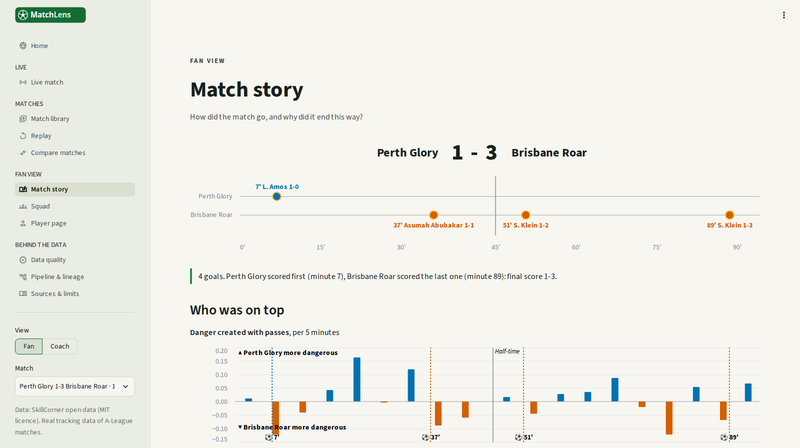 MatchLens
Home
LIVE
Live match
MATCHES
Match library
Replay
Compare matches
FAN VIEW
Match story
Squad
Player page
BEHIND THE DATA
Data quality
Pipeline & lineage
Sources & limits
View
Fan Coach
Match
Perth Glory 1-3 Brisbane Roar · 1
Data: SkillCorner open data (MIT
licence). Real tracking data of A-League
matches.
FAN VIEW
Match story
How did the match go, and why did it end this way?
Perth Glory 1 - 3 Brisbane Roar
7' L. Amos 1-0
Perth Glory
Brisbane Roar
37' Asumah Abubakar 1-1 51' S. Klein 1-2 89' S. Klein 1-3
0' 15' 30' 45' 60' 75' 90'
4 goals. Perth Glory scored first (minute 7), Brisbane Roar scored the last one (minute 89): final score 1-3.
Who was on top
Danger created with passes, per 5 minutes
0.20
▲ Perth Glory more dangerous
Half-time
0.15
0.10
0.05
0.00
−0.05
−0.10
▼ Brisbane Roar more dangerous
−0.15
⚽ 7' ⚽ 37' ⚽ 51' ⚽ 89'